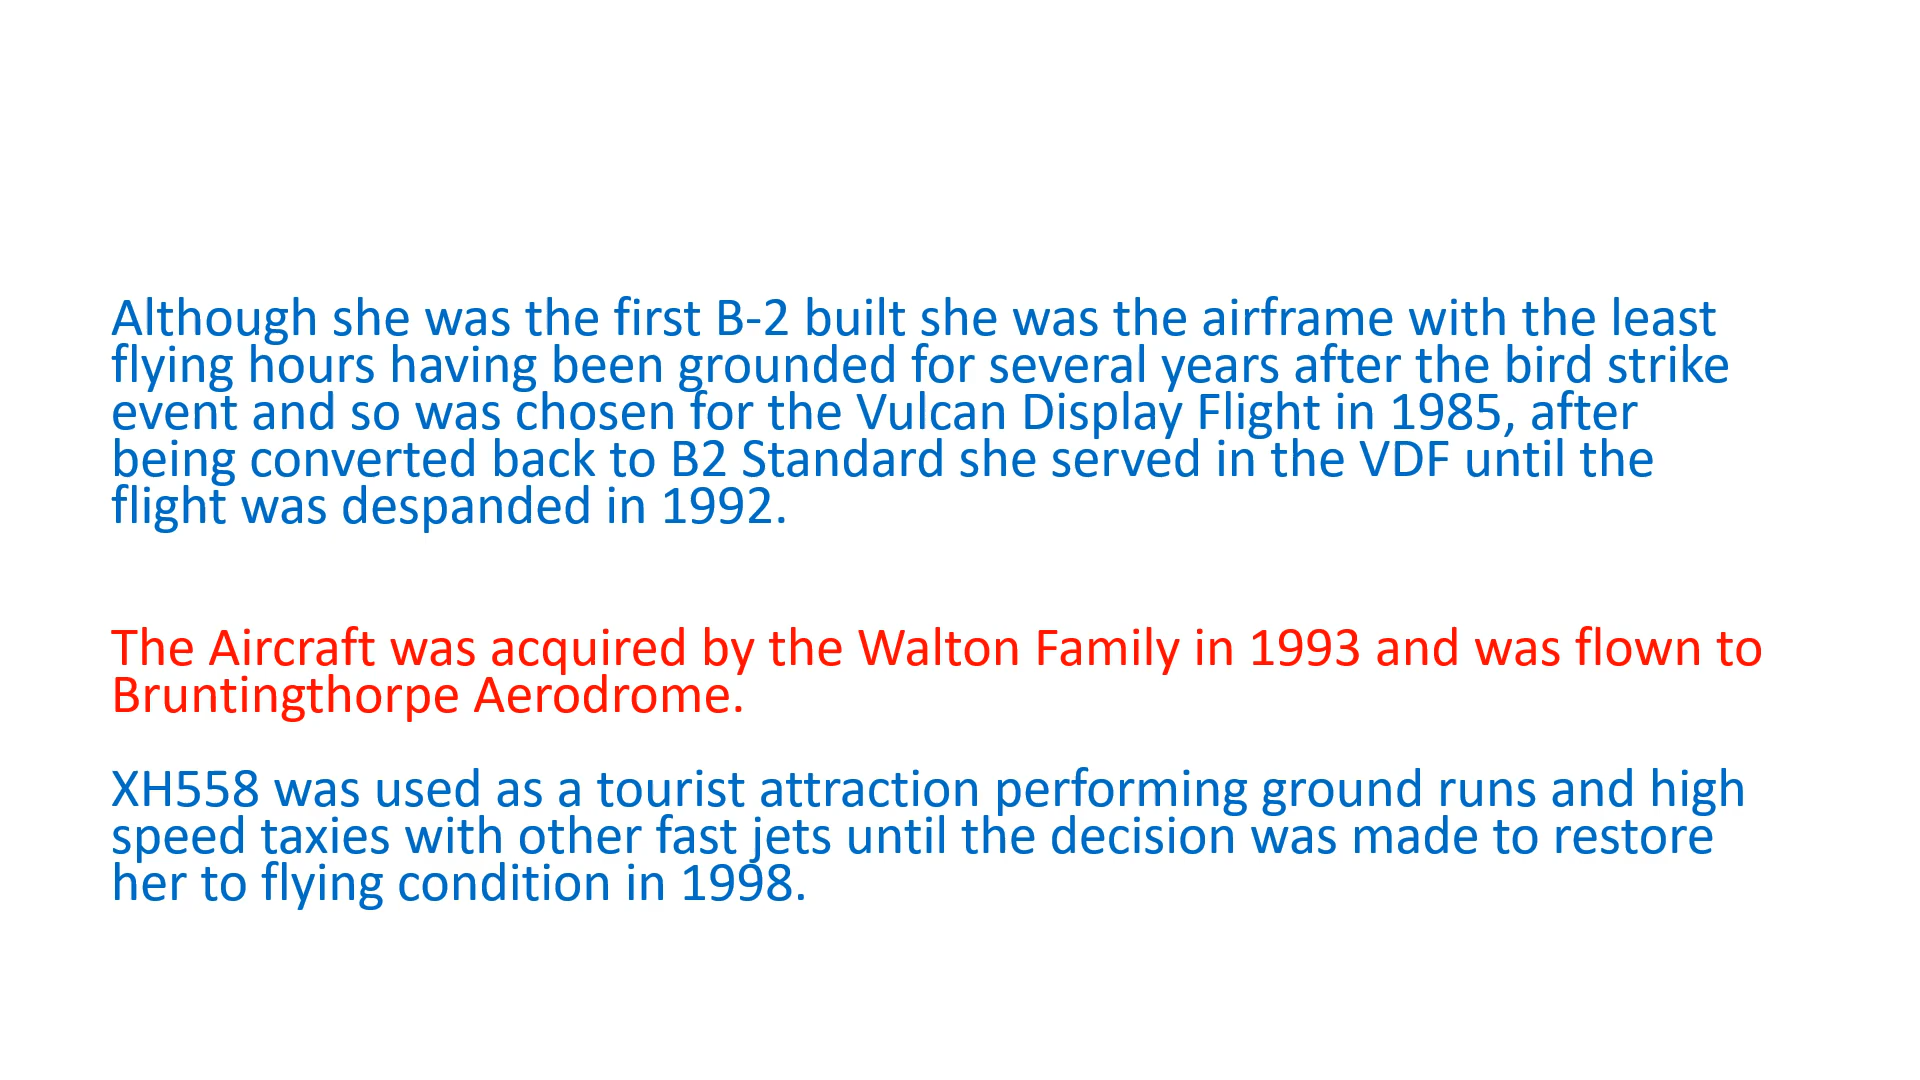 Although she was the first B-2 built she was the airframe with the least
flying hours having been grounded for several years after the bird strike
event and so was chosen for the Vulcan Display Flight in 1985, after
being converted back to B2 Standard she served in the VDF until the
flight was despanded in 1992.
The Aircraft was acquired by the Walton Family in 1993 and was flown to
Bruntingthorpe Aerodrome.
XH558 was used as a tourist attraction performing ground runs and high
speed taxies with other fast jets until the decision was made to restore
her to flying condition in 1998.